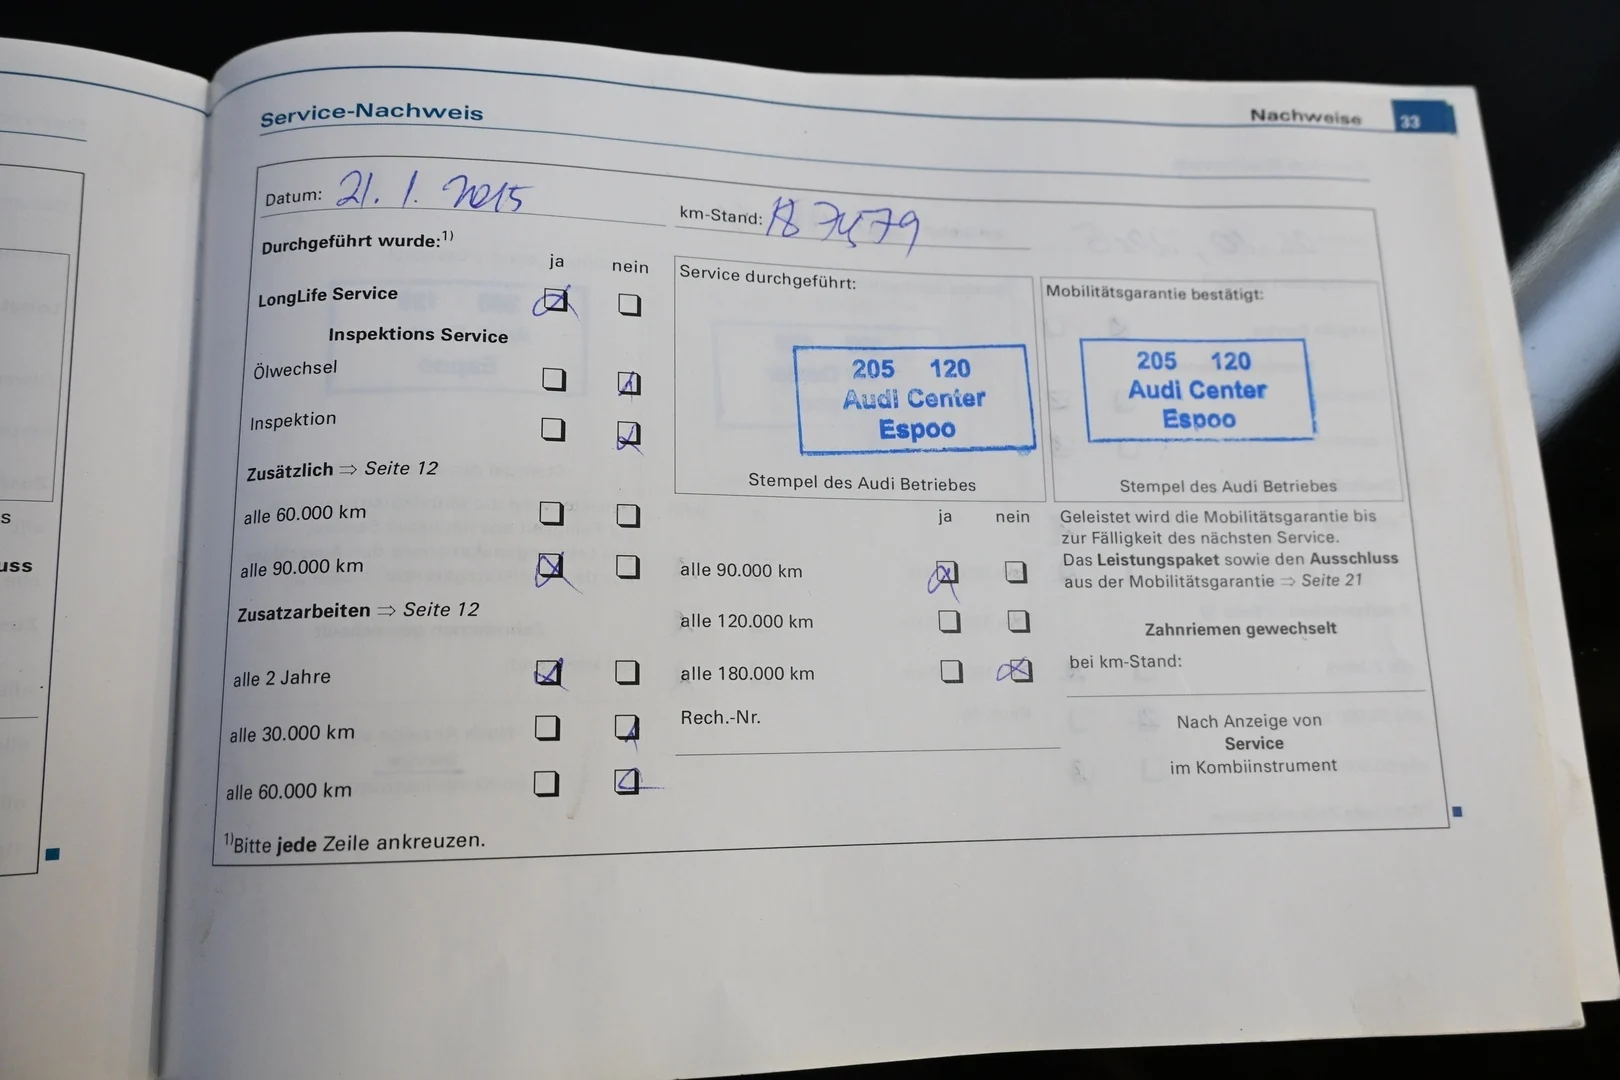 Service-Nachweis
Nachweise 33
Datum: 21. 1. 2015
km-Stand:
Durchgeführt wurde:1)
ja nein
LongLife Service
Inspektions Service
Ölwechsel
Inspektion
Zusätzlich ⇒ Seite 12
alle 60.000 km
alle 90.000 km
Zusatzarbeiten ⇒ Seite 12
alle 2 Jahre
alle 30.000 km
alle 60.000 km
1)Bitte jede Zeile ankreuzen.
Service durchgeführt:
205 120
Audi Center
Espoo
Stempel des Audi Betriebes
ja nein
alle 90.000 km
alle 120.000 km
alle 180.000 km
Rech.-Nr.
Mobilitätsgarantie bestätigt:
205 120
Audi Center
Espoo
Stempel des Audi Betriebes
Geleistet wird die Mobilitätsgarantie bis
zur Fälligkeit des nächsten Service.
Das Leistungspaket sowie den Ausschluss
aus der Mobilitätsgarantie ⇒ Seite 21
Zahnriemen gewechselt
bei km-Stand:
Nach Anzeige von
Service
im Kombiinstrument